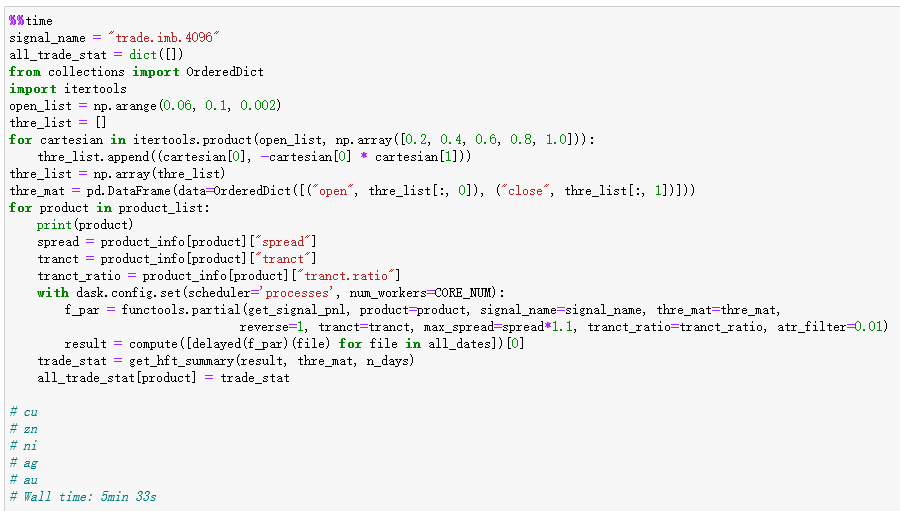 %%time
signal_name = "trade.imb.4096"
all_trade_stat = dict([])
from collections import OrderedDict
import itertools
open_list = np.arange(0.06, 0.1, 0.002)
thre_list = []
for cartesian in itertools.product(open_list, np.array([0.2, 0.4, 0.6, 0.8, 1.0])):
    thre_list.append((cartesian[0], -cartesian[0] * cartesian[1]))
thre_list = np.array(thre_list)
thre_mat = pd.DataFrame(data=OrderedDict([("open", thre_list[:, 0]), ("close", thre_list[:, 1])]))
for product in product_list:
    print(product)
    spread = product_info[product]["spread"]
    tranct = product_info[product]["tranct"]
    tranct_ratio = product_info[product]["tranct.ratio"]
    with dask.config.set(scheduler='processes', num_workers=CORE_NUM):
        f_par = functools.partial(get_signal_pnl, product=product, signal_name=signal_name, thre_mat=thre_mat,
                                  reverse=1, tranct=tranct, max_spread=spread*1.1, tranct_ratio=tranct_ratio, atr_filter=0.01)
        result = compute([delayed(f_par)(file) for file in all_dates])[0]
    trade_stat = get_hft_summary(result, thre_mat, n_days)
    all_trade_stat[product] = trade_stat
# cu
# zn
# ni
# ag
# au
# Wall time: 5min 33s